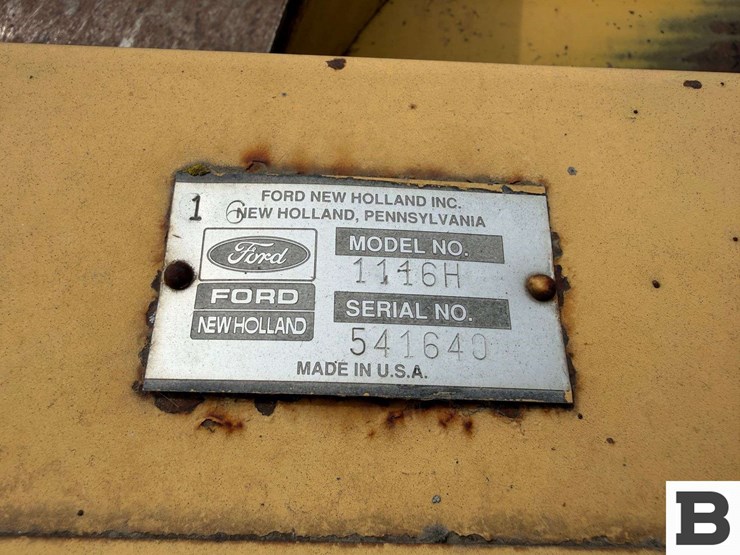 1 6
FORD NEW HOLLAND INC.
NEW HOLLAND, PENNSYLVANIA
Ford
FORD
NEW HOLLAND
MODEL NO.
1116H
SERIAL NO.
541640
MADE IN U.S.A.
B